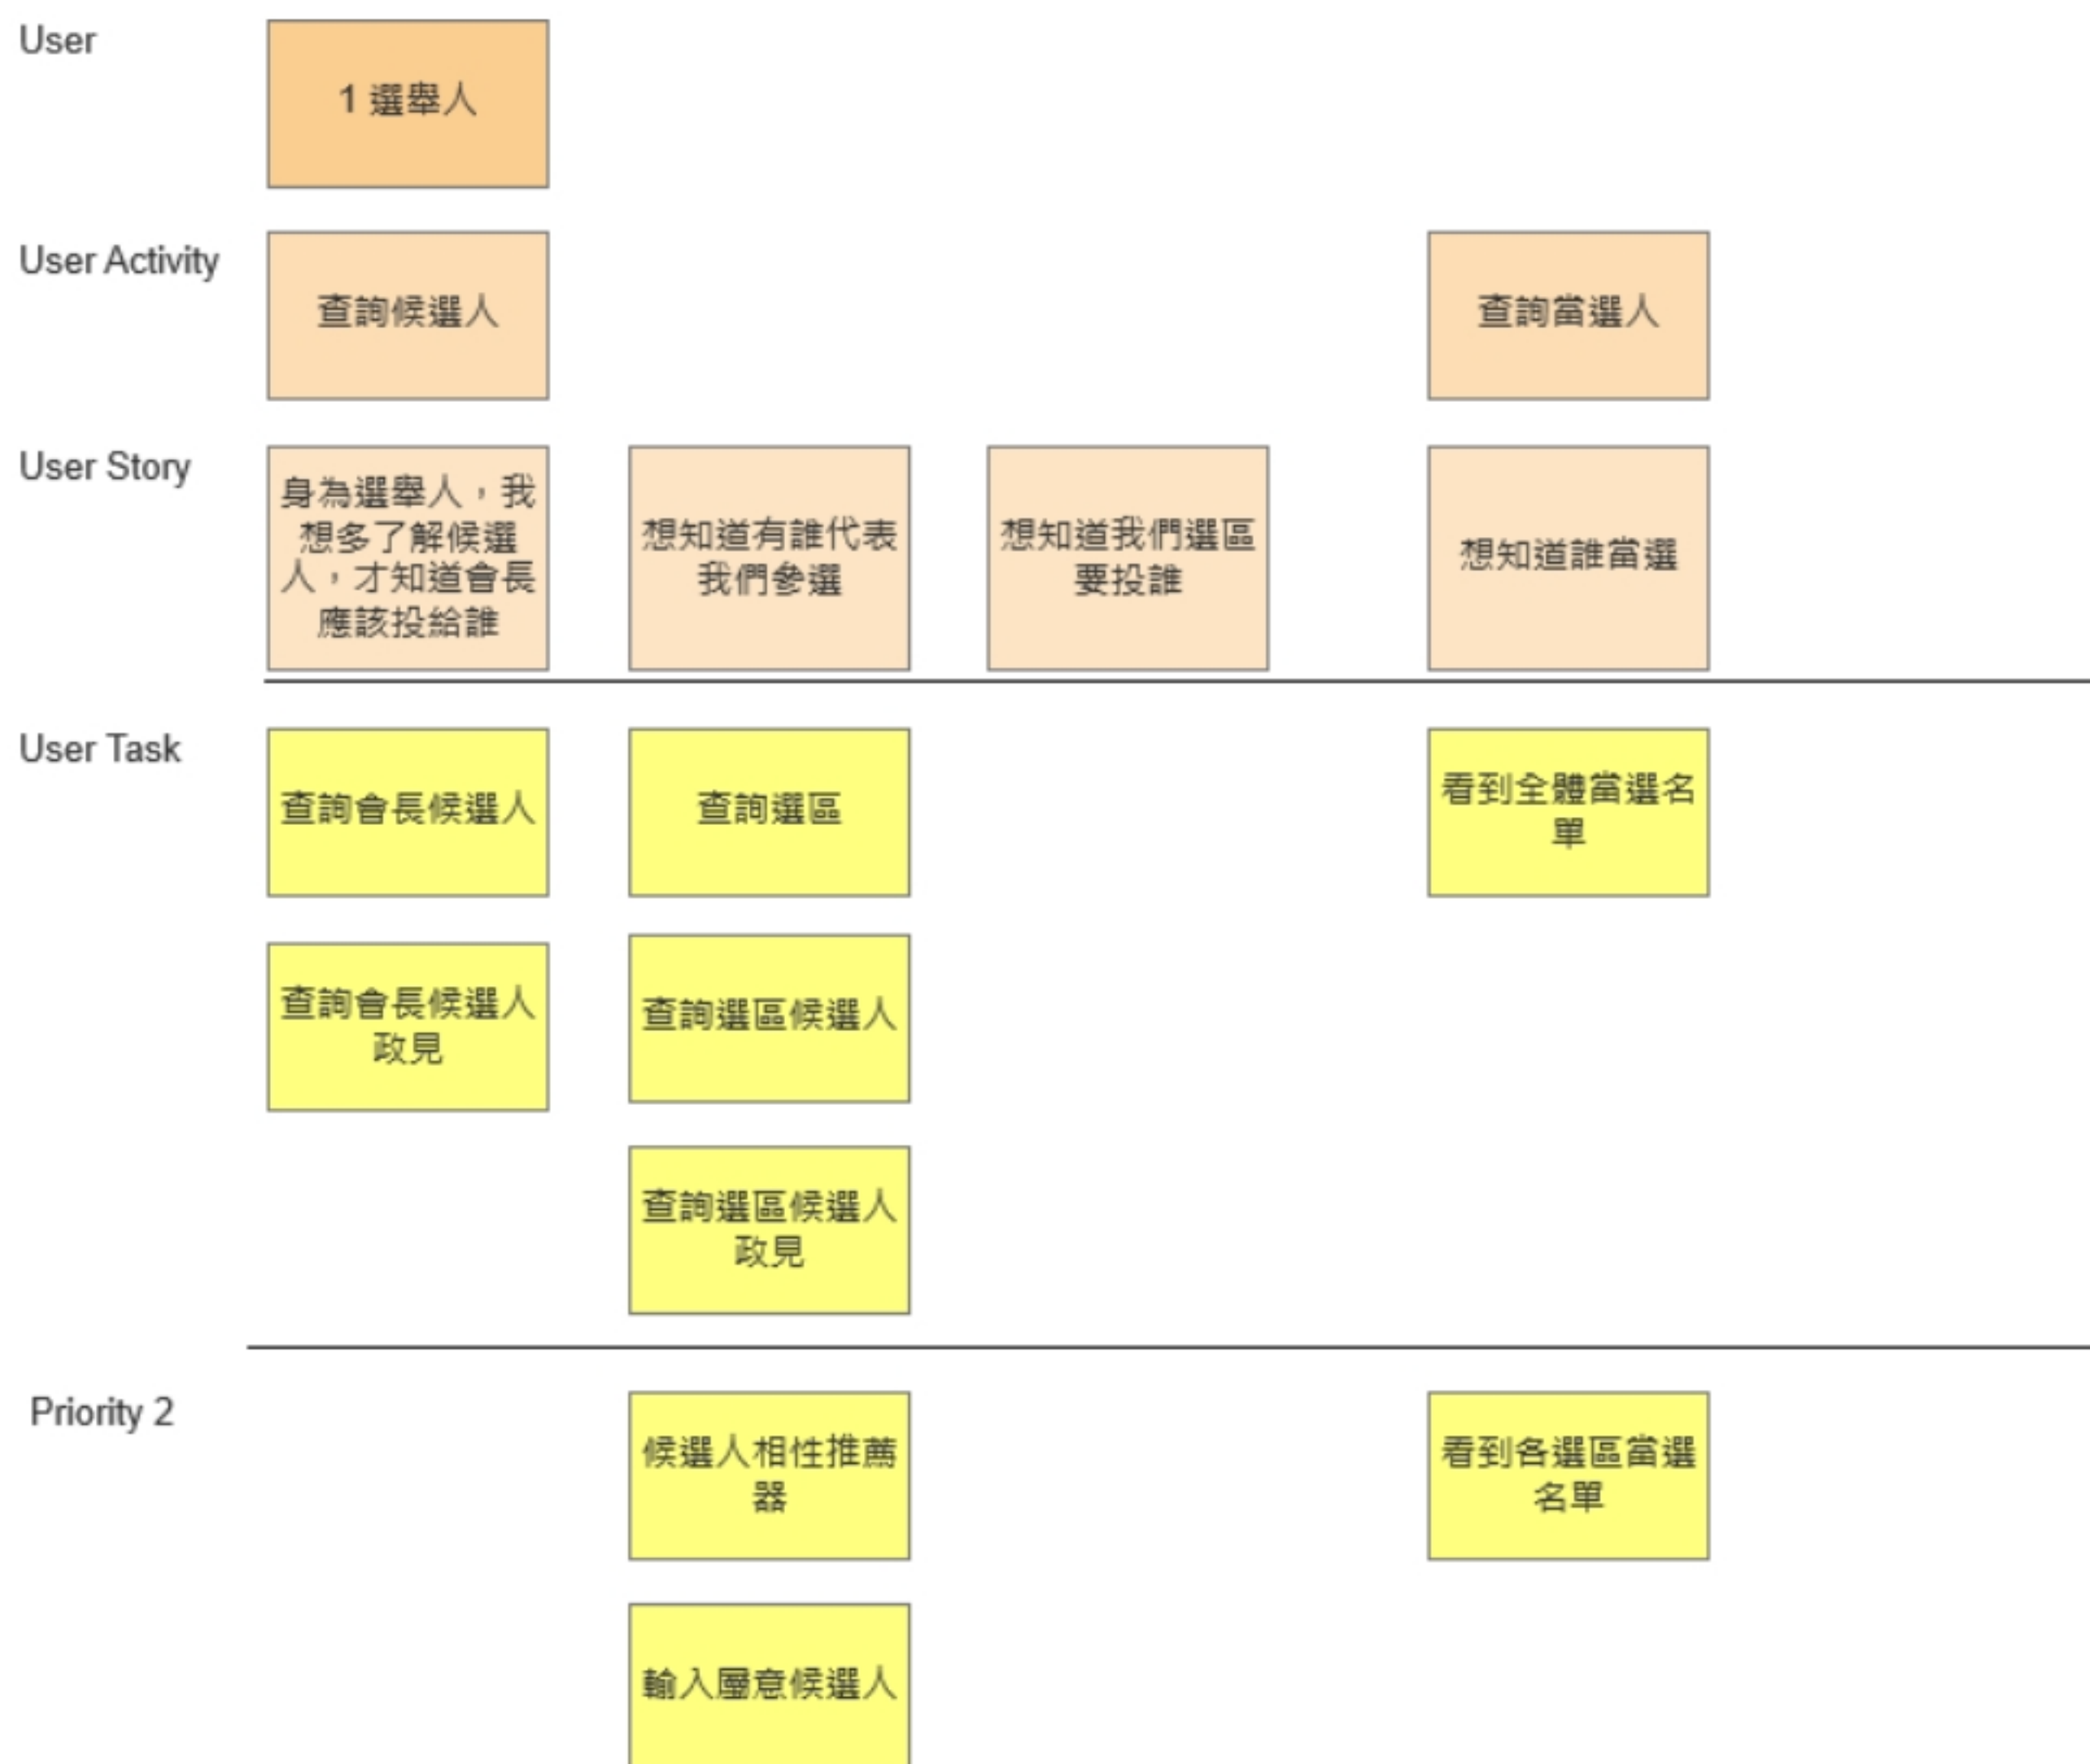 User
1 選舉人
User Activity
查詢候選人
查詢當選人
User Story
身為選舉人，我
想多了解候選
人，才知道會長
應該投給誰
想知道有誰代表
我們參選
想知道我們選區
要投誰
想知道誰當選
User Task
查詢會長候選人
查詢選區
看到全體當選名
單
查詢會長候選人
政見
查詢選區候選人
查詢選區候選人
政見
Priority 2
候選人相性推薦
器
看到各選區當選
名單
輸入屬意候選人